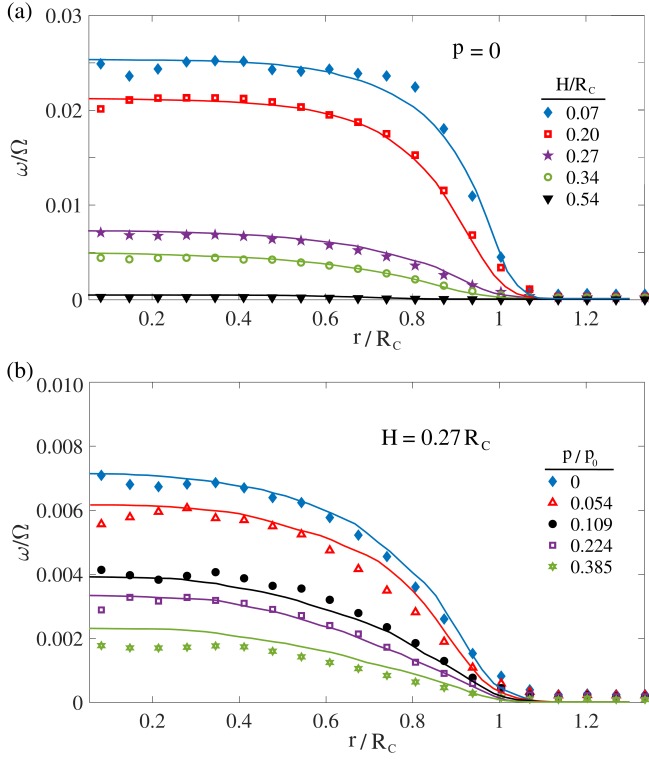 (a)
0.03
p = 0
H/R_C
0.07
0.20
0.27
0.34
0.54
0.02
0.01
0
ω/Ω
0.2 0.4 0.6 0.8 1 1.2
r/R_C
(b)
0.010
H = 0.27 R_C
p/p_0
0
0.054
0.109
0.224
0.385
0.008
0.006
0.004
0.002
0
ω/Ω
0.2 0.4 0.6 0.8 1 1.2
r/R_C